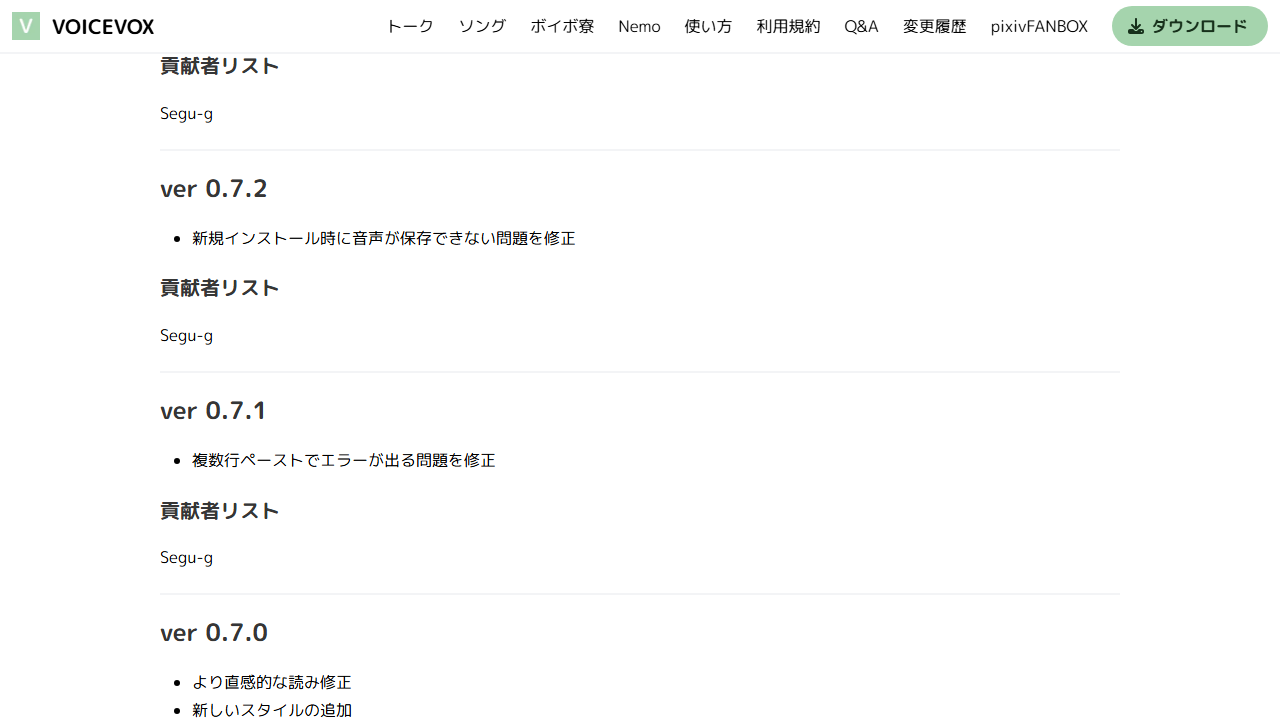 VOICEVOX トーク ソング ボイボ寮 Nemo 使い方 利用規約 Q&A 変更履歴 pixivFANBOX ダウンロード
貢献者リスト
Segu-g
ver 0.7.2
新規インストール時に音声が保存できない問題を修正
貢献者リスト
Segu-g
ver 0.7.1
複数行ペーストでエラーが出る問題を修正
貢献者リスト
Segu-g
ver 0.7.0
より直感的な読み修正
新しいスタイルの追加